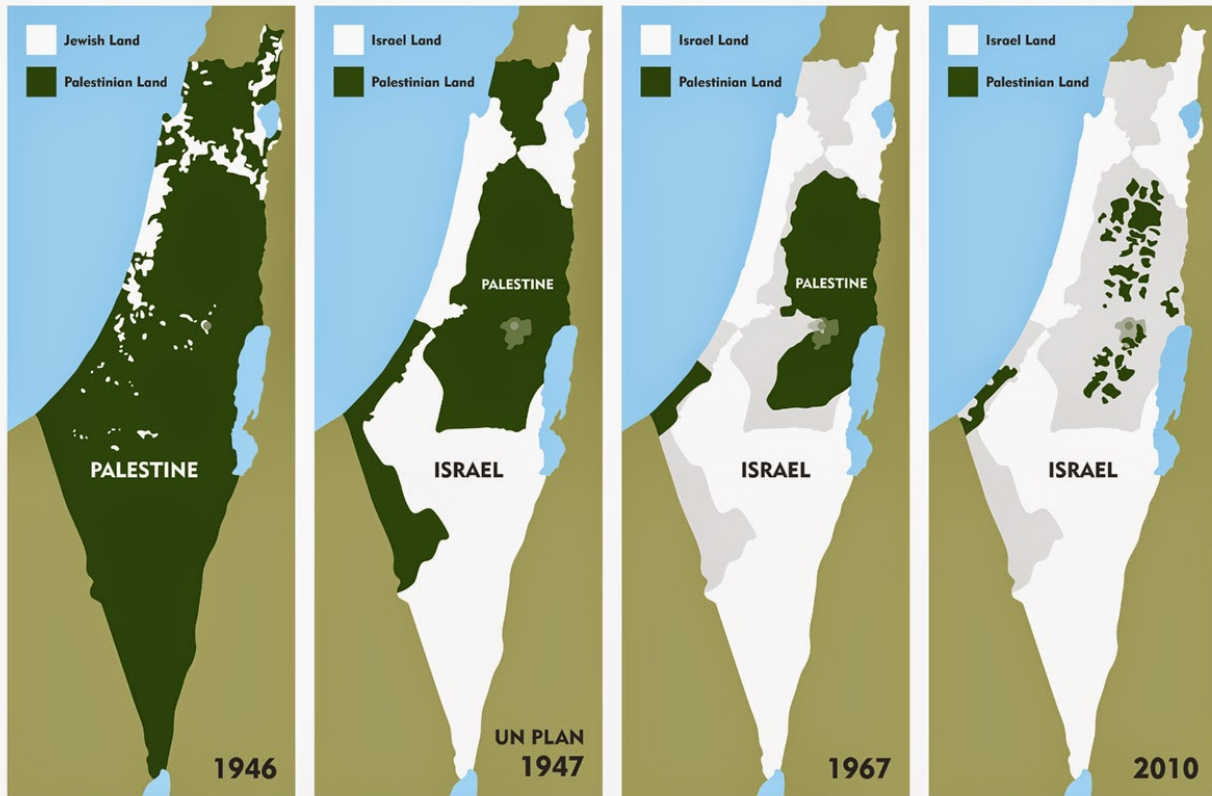 Jewish Land
Palestinian Land
PALESTINE
1946
Israel Land
Palestinian Land
PALESTINE
ISRAEL
UN PLAN
1947
Israel Land
Palestinian Land
PALESTINE
ISRAEL
1967
Israel Land
Palestinian Land
ISRAEL
2010